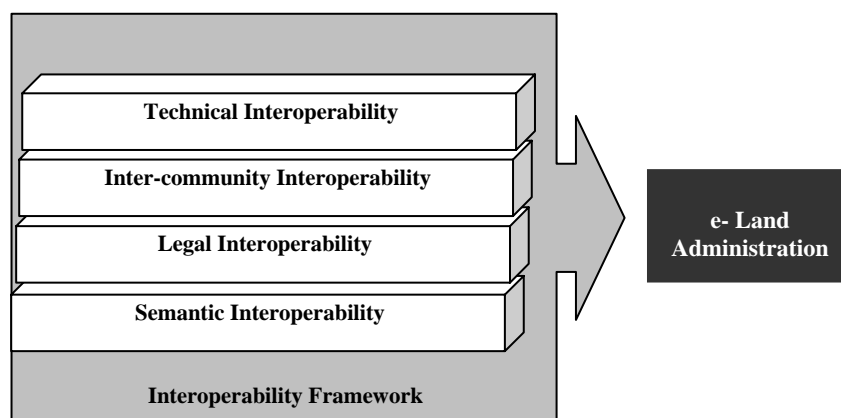 Technical Interoperability
Inter-community Interoperability
Legal Interoperability
Semantic Interoperability
Interoperability Framework
e- Land
Administration